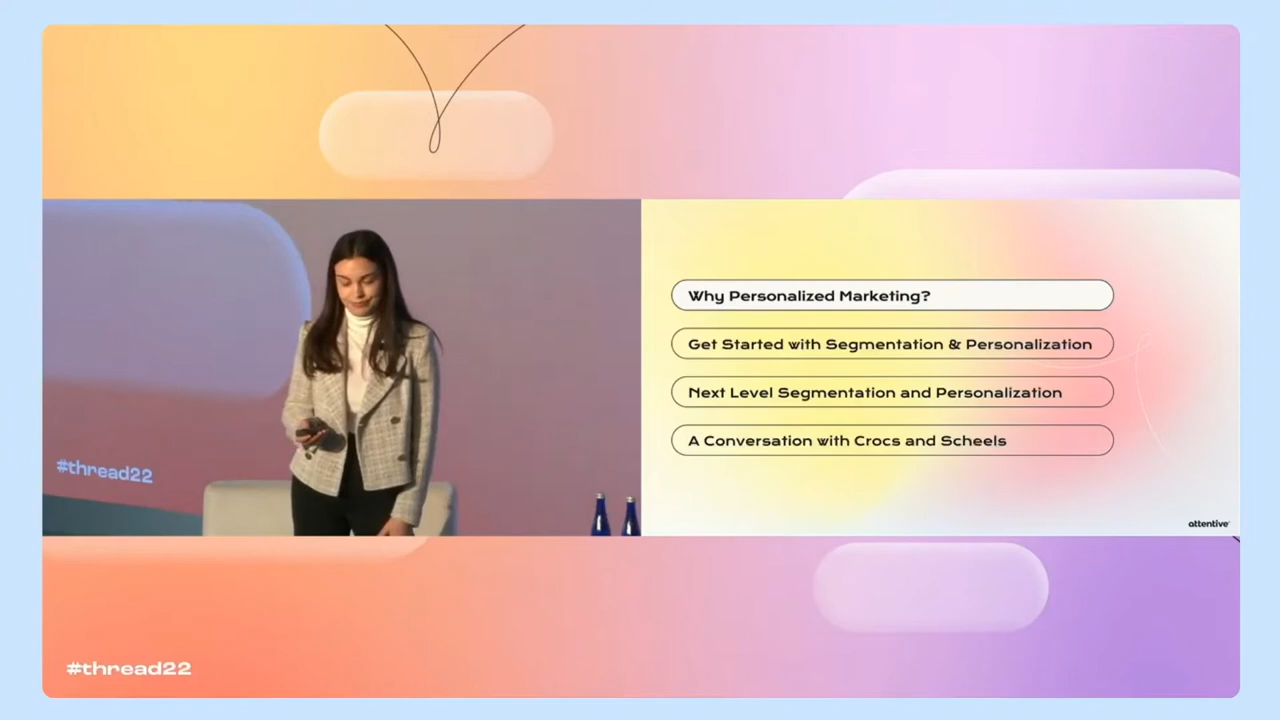 Why Personalized Marketing?
Get Started with Segmentation & Personalization
Next Level Segmentation and Personalization
A Conversation with Crocs and Scheels
#thread22
attentive
#thread22